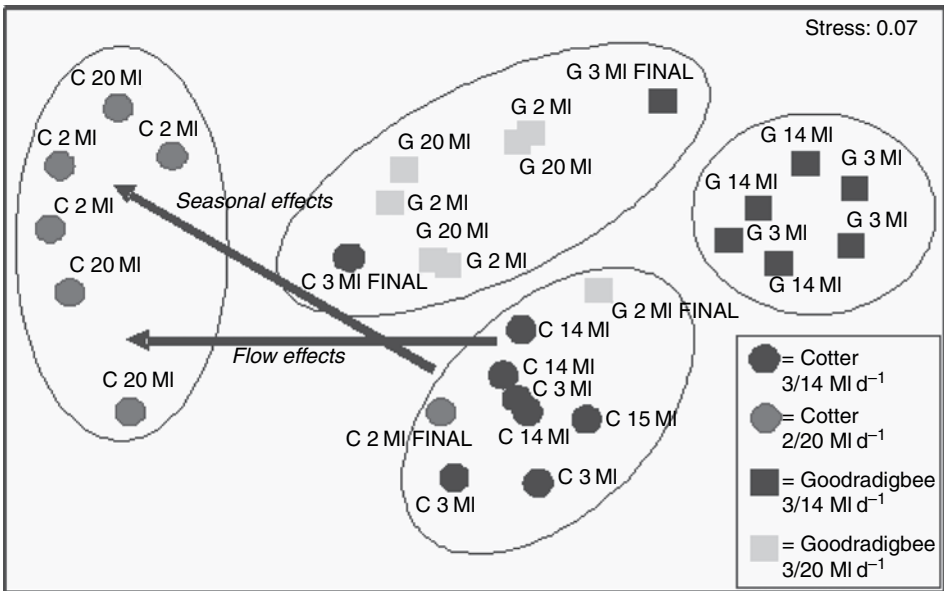 Stress: 0.07
C 20 Ml
C 2 Ml
C 2 Ml
C 2 Ml
C 20 Ml
C 20 Ml
Seasonal effects
Flow effects
G 3 Ml FINAL
G 2 Ml
G 20 Ml
G 20 Ml
G 2 Ml
G 20 Ml
G 2 Ml
C 3 Ml FINAL
G 14 Ml
G 3 Ml
G 14 Ml
G 3 Ml
G 3 Ml
G 14 Ml
G 2 Ml FINAL
C 14 Ml
C 14 Ml
C 3 Ml
C 15 Ml
C 14 Ml
C 2 Ml FINAL
C 3 Ml
C 3 Ml
= Cotter
3/14 Ml d⁻¹
= Cotter
2/20 Ml d⁻¹
= Goodradigbee
3/14 Ml d⁻¹
= Goodradigbee
3/20 Ml d⁻¹